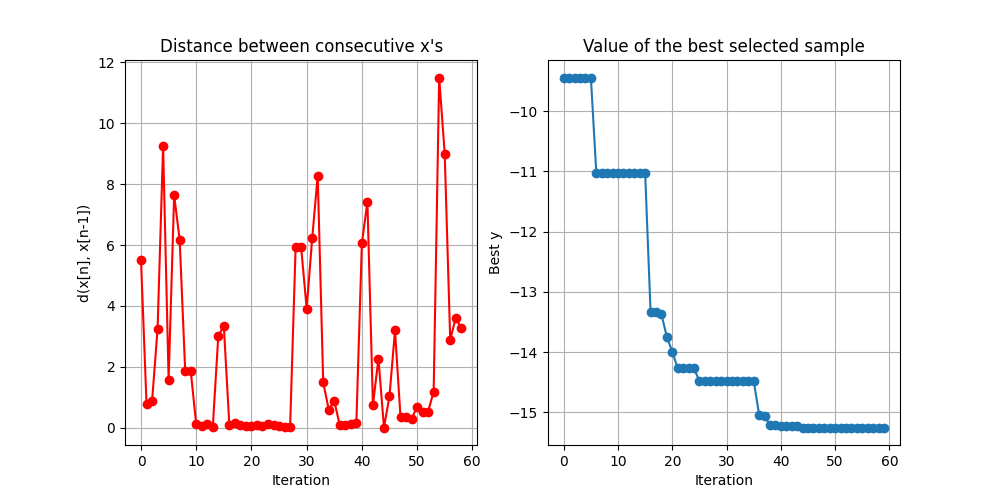 Distance between consecutive x's
12
10
8
6
4
2
0
d(x[n], x[n-1])
0 10 20 30 40 50 60
Iteration
Value of the best selected sample
−10
−11
−12
−13
−14
−15
Best y
0 10 20 30 40 50 60
Iteration